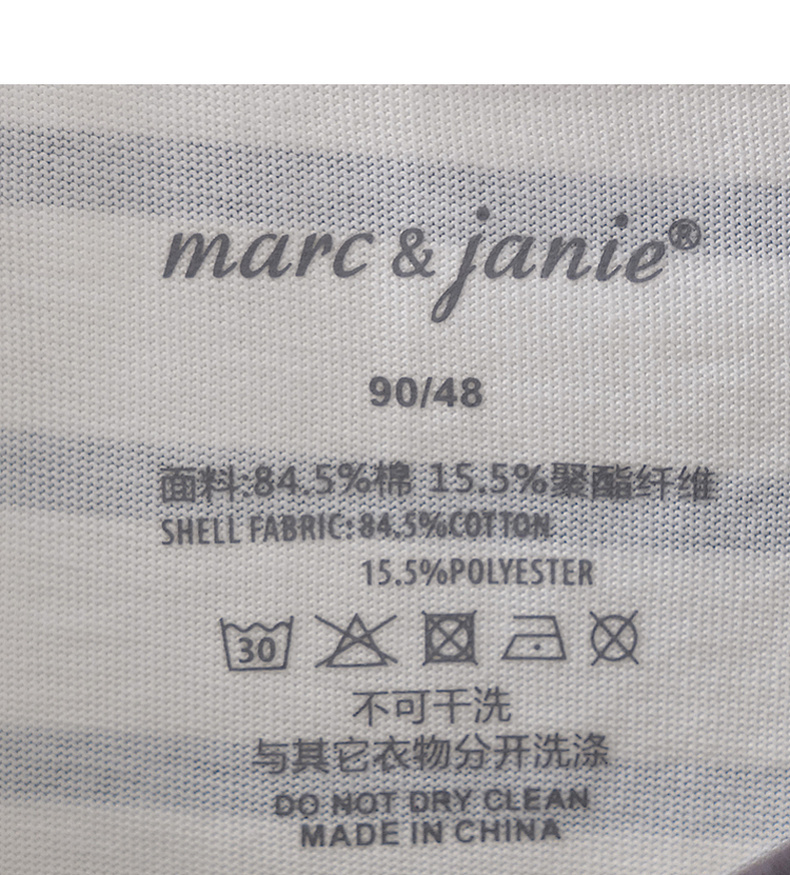 marc & janie®
90/48
面料:84.5%棉 15.5%聚酯纤维
SHELL FABRIC:84.5%COTTON
15.5%POLYESTER
30
不可干洗
与其它衣物分开洗涤
DO NOT DRY CLEAN
MADE IN CHINA